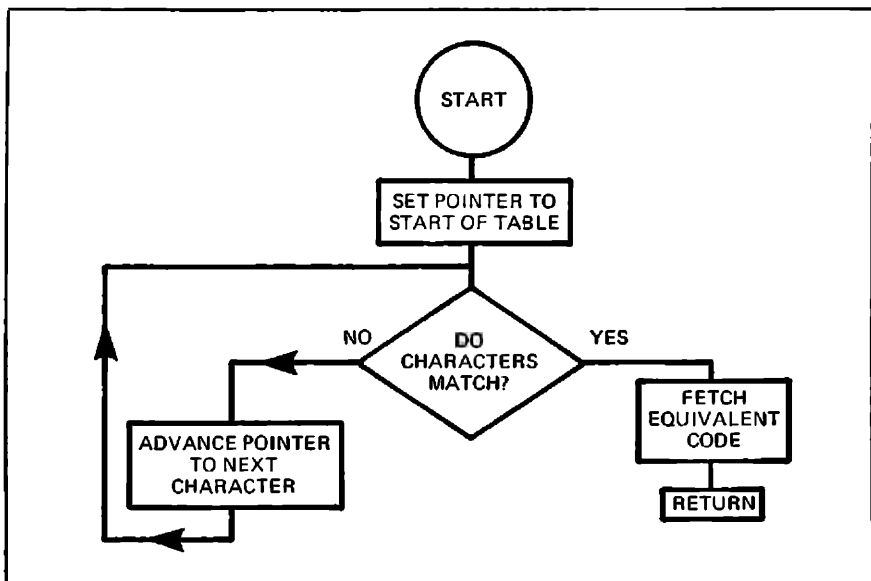 START
SET POINTER TO
START OF TABLE
NO
DO
CHARACTERS
MATCH?
YES
ADVANCE POINTER
TO NEXT
CHARACTER
FETCH
EQUIVALENT
CODE
RETURN